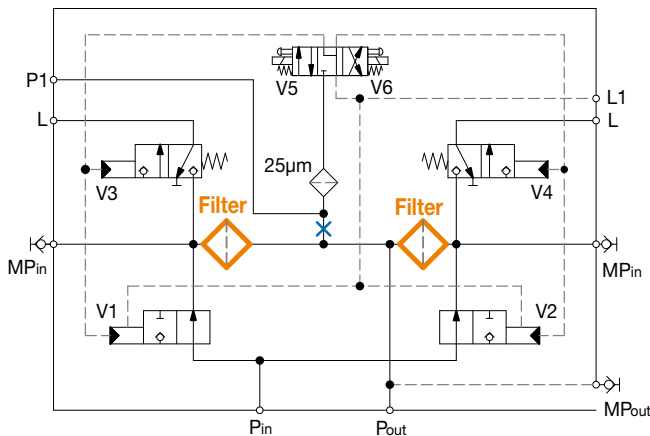 P1
V5
V6
L1
L
L
25µm
V3
V4
Filter
Filter
MPin
MPin
V1
V2
Pin
Pout
MPout